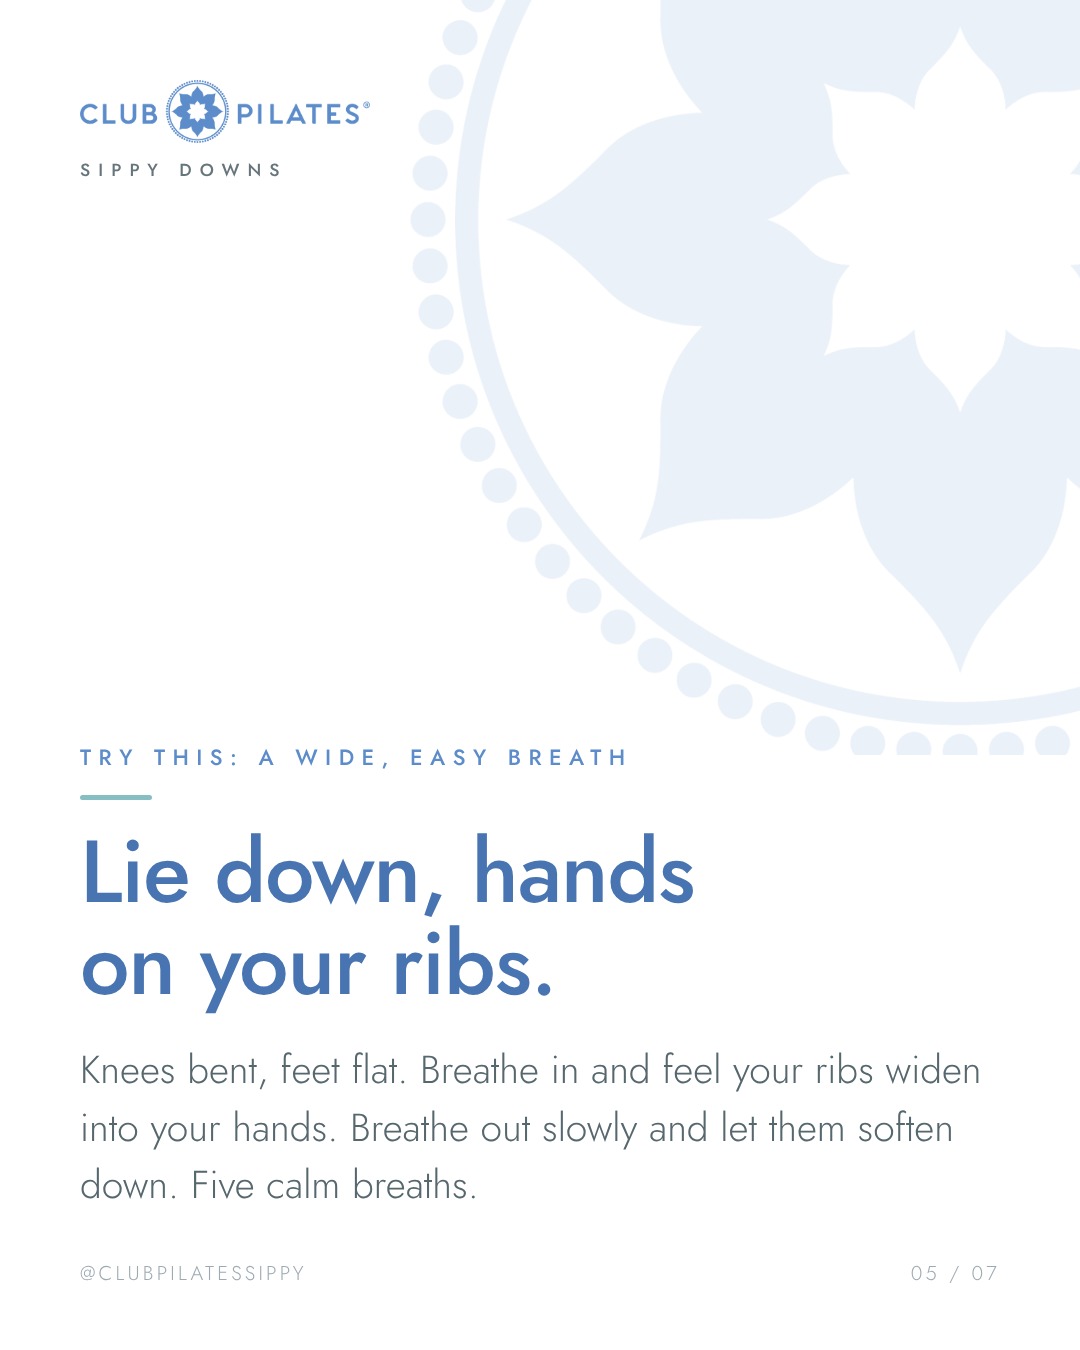 CLUB PILATES®
SIPPY DOWNS
TRY THIS: A WIDE, EASY BREATH
Lie down, hands
on your ribs.
Knees bent, feet flat. Breathe in and feel your ribs widen
into your hands. Breathe out slowly and let them soften
down. Five calm breaths.
@CLUBPILATESSIPPY
05 / 07